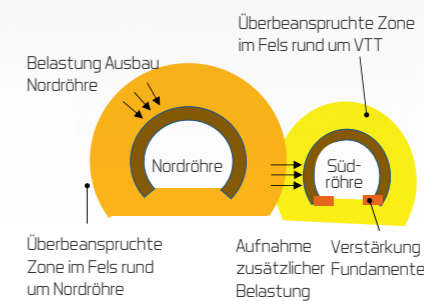 Überbeanspruchte Zone
im Fels rund um VTT
Belastung Ausbau
Nordröhre
Nordröhre
Süd-
röhre
Überbeanspruchte
Zone im Fels rund
um Nordröhre
Aufnahme
zusätzlicher
Belastung
Verstärkung
Fundamente